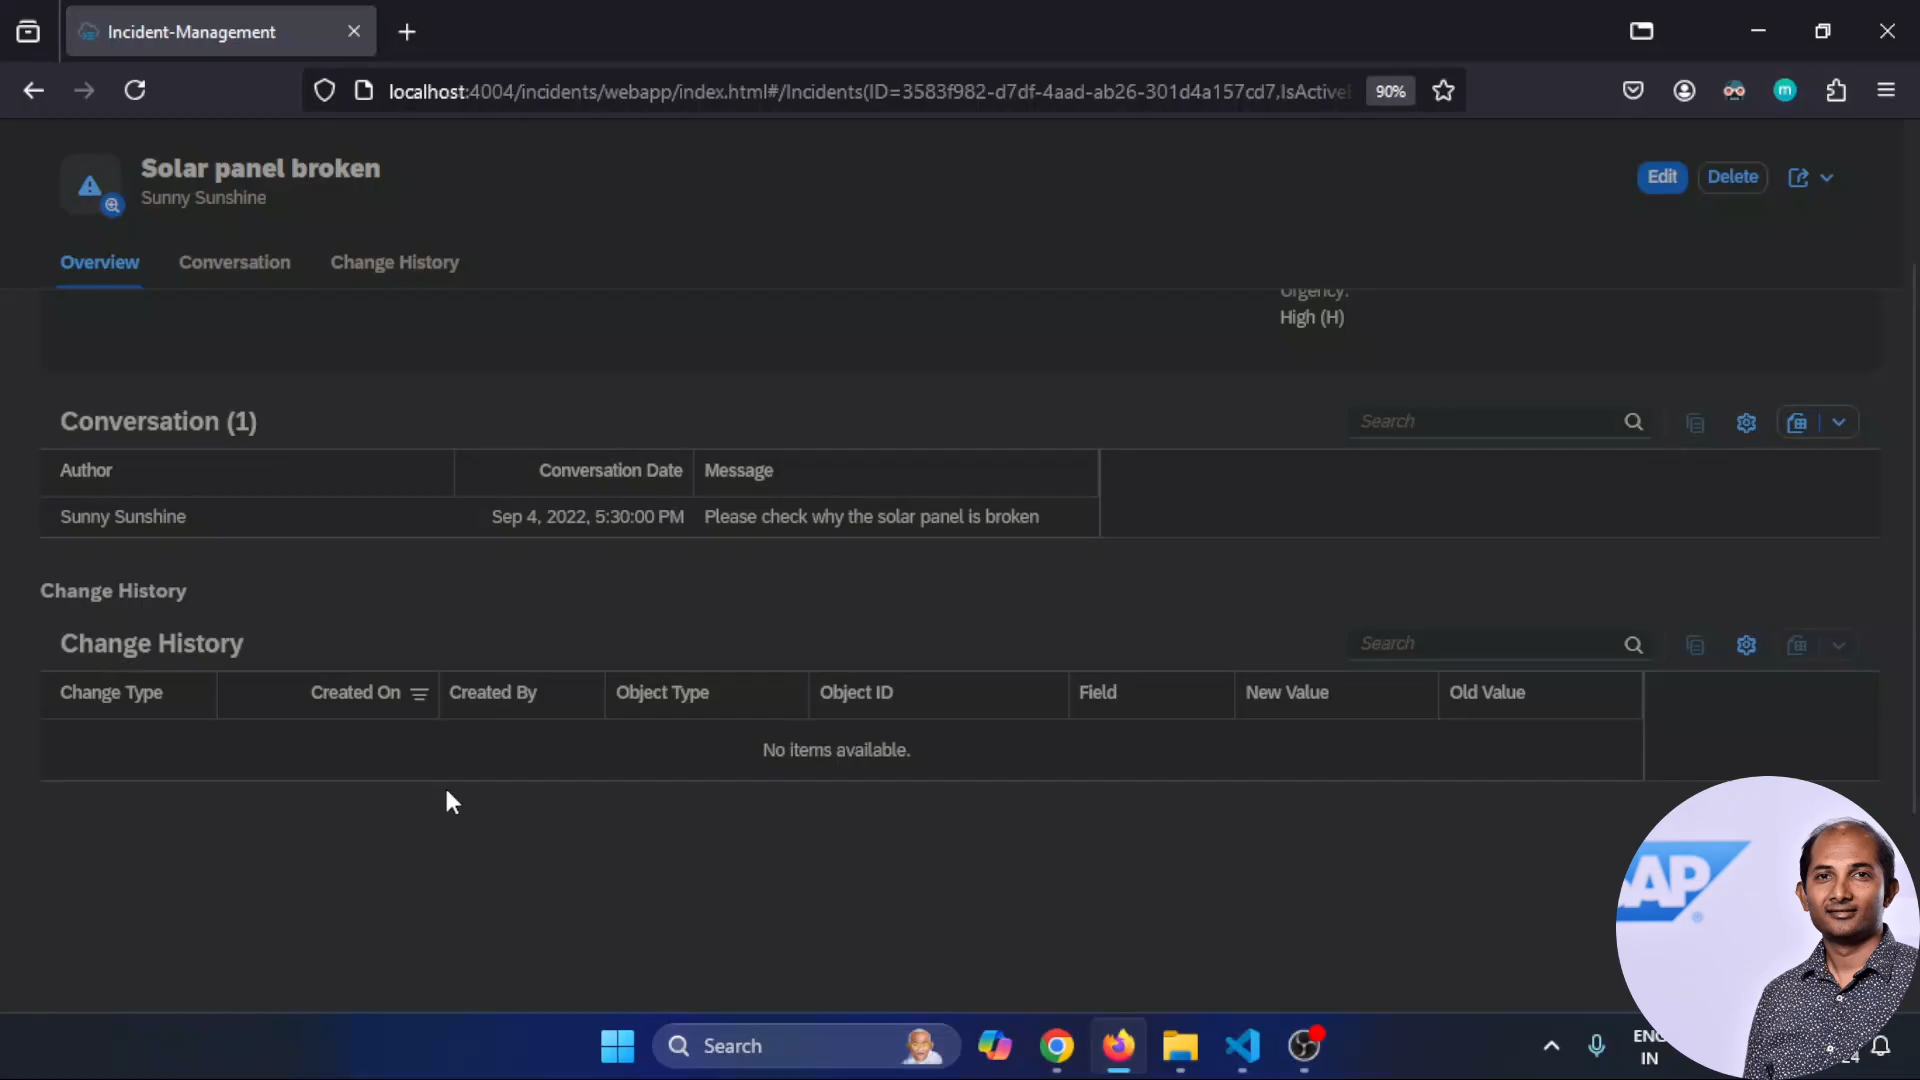 Incident-Management
localhost:4004/incidents/webapp/index.html#/Incidents(ID=3583f982-d7df-4aad-ab26-301d4a157cd7,IsActiveE
90%
m
Solar panel broken
Sunny Sunshine
Edit
Delete
Overview
Conversation
Change History
Urgency:
High (H)
Conversation (1)
Search
Author
Conversation Date
Message
Sunny Sunshine
Sep 4, 2022, 5:30:00 PM
Please check why the solar panel is broken
Change History
Change History
Search
Change Type
Created On
Created By
Object Type
Object ID
Field
New Value
Old Value
No items available.
SAP
Search
ENG
IN
24